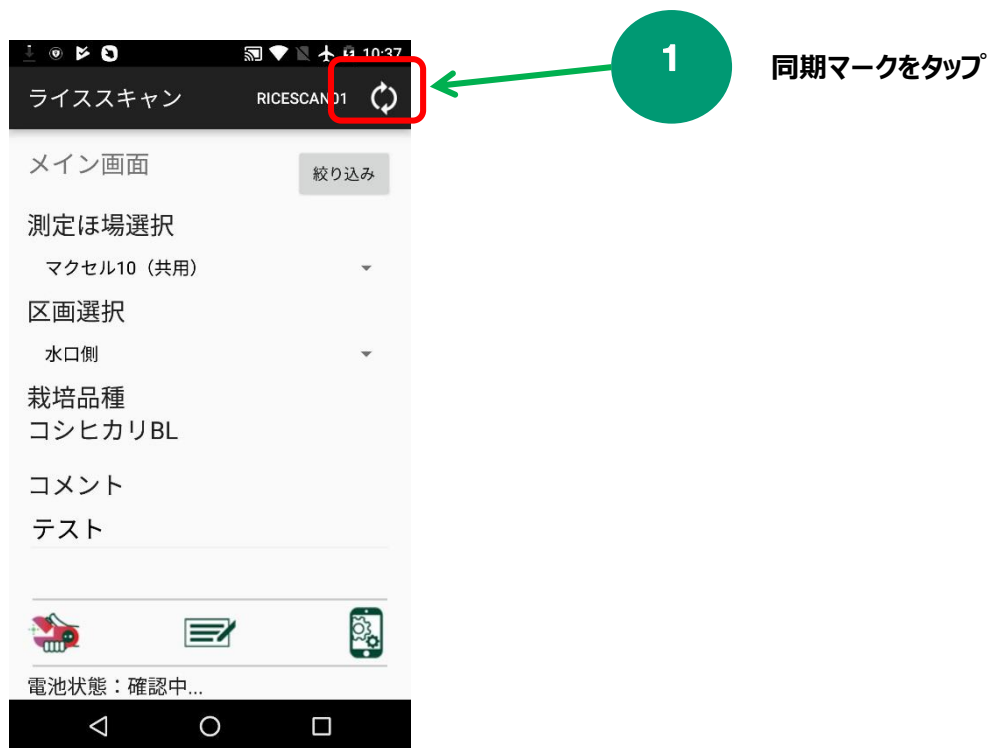 10:37
ライススキャン RICESCAN01
1
同期マークをタップ
メイン画面
絞り込み
測定ほ場選択
マクセル10（共用）
区画選択
水口側
栽培品種
コシヒカリBL
コメント
テスト
電池状態：確認中...